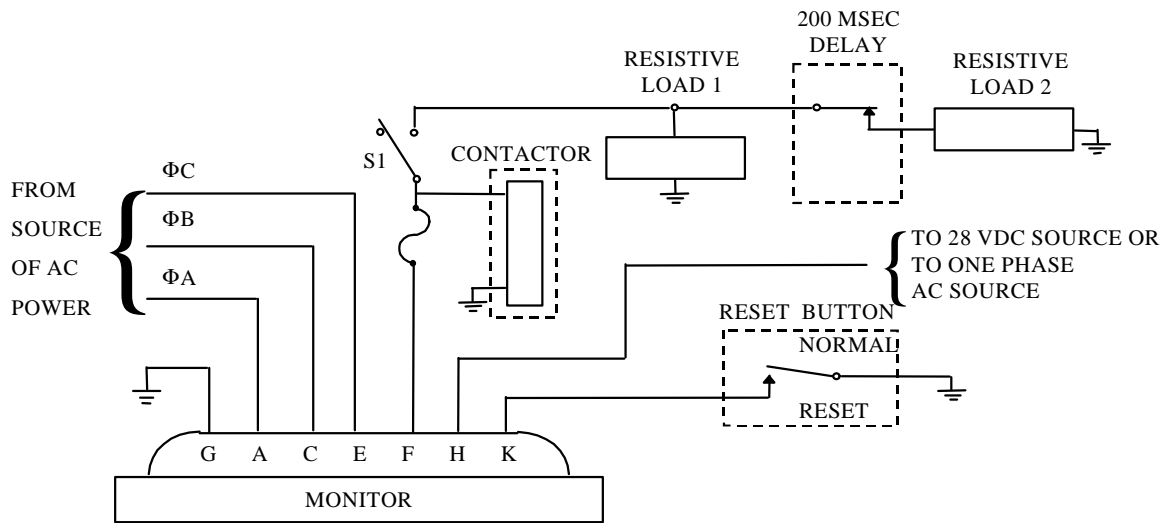 200 MSEC
DELAY
RESISTIVE
LOAD 1
RESISTIVE
LOAD 2
S1
CONTACTOR
FROM
SOURCE
OF AC
POWER
ΦC
ΦB
ΦA
TO 28 VDC SOURCE OR
TO ONE PHASE
AC SOURCE
RESET BUTTON
NORMAL
RESET
G A C E F H K
MONITOR